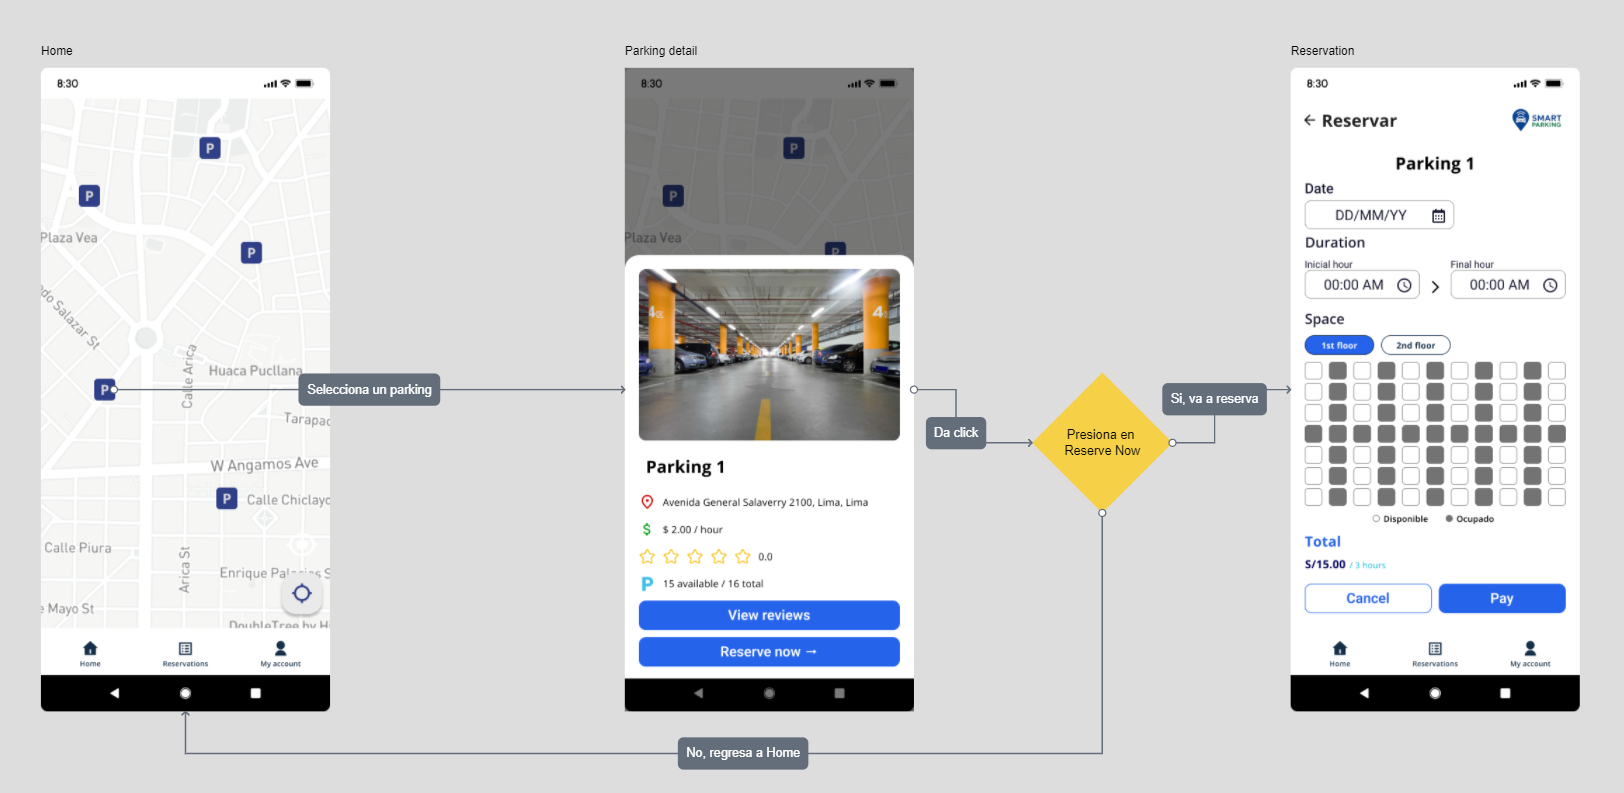 Home
8:30
P
P
P
Plaza Vea
do Salazar St
Calle Arica
Huaca Pucllana
P
Tarapac
W Angamos Ave
P
Calle Chiclayo
Calle Piura
Arica St
Enrique Palacios S
e Mayo St
DoubleTree by Hi
Home
Reservations
My account
Selecciona un parking
Parking detail
8:30
P
P
Plaza Vea
P
4
4
Parking 1
Avenida General Salaverry 2100, Lima, Lima
$ $ 2.00 / hour
0.0
P 15 available / 16 total
View reviews
Reserve now →
Da click
Presiona en
Reserve Now
Si, va a reserva
No, regresa a Home
Reservation
8:30
← Reservar
SMART
PARKING
Parking 1
Date
DD/MM/YY
Duration
Inicial hour
Final hour
00:00 AM > 00:00 AM
Space
1st floor
2nd floor
Disponible
Ocupado
Total
S/15.00 / 3 hours
Cancel
Pay
Home
Reservations
My account